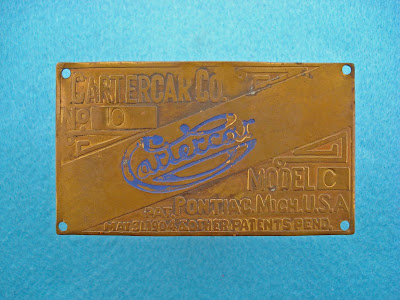 CARTERCAR CO.
NO. 10
Cartercar
MODEL C
PAT. PONTIAC, MICH. U.S.A.
OTHER PATENTS PEND.